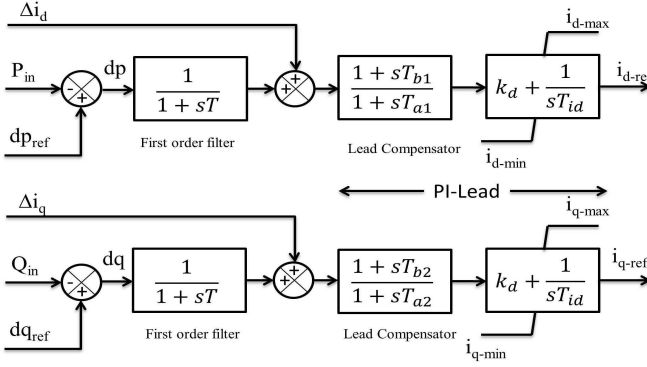 Δi_d
i_d-max
P_in
-
+
dp
1 / (1 + sT)
+
+
(1 + sT_b1) / (1 + sT_a1)
k_d + 1 / (sT_id)
i_d-re
dp_ref
First order filter
Lead Compensator
i_d-min
PI-Lead
Δi_q
i_q-max
Q_in
-
+
dq
1 / (1 + sT)
+
+
(1 + sT_b2) / (1 + sT_a2)
k_d + 1 / (sT_id)
i_q-ref
dq_ref
First order filter
Lead Compensator
i_q-min